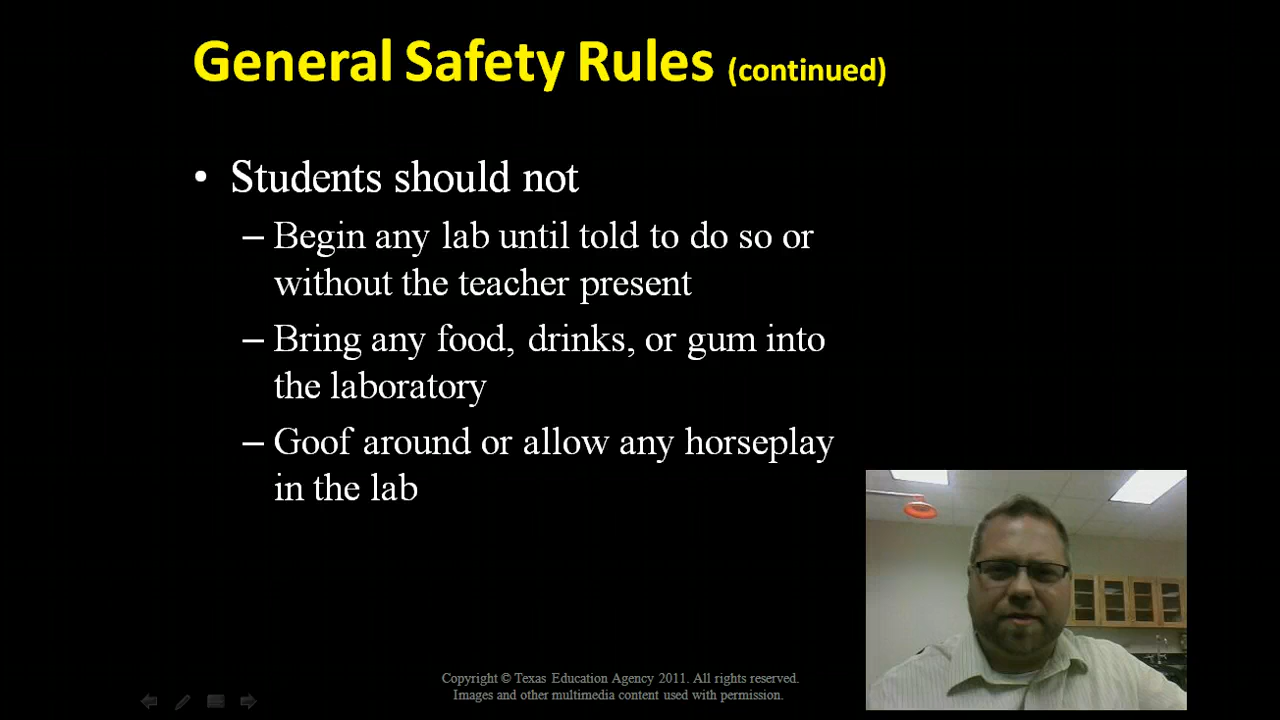 General Safety Rules (continued)
• Students should not
– Begin any lab until told to do so or
without the teacher present
– Bring any food, drinks, or gum into
the laboratory
– Goof around or allow any horseplay
in the lab
Copyright © Texas Education Agency 2011. All rights reserved.
Images and other multimedia content used with permission.